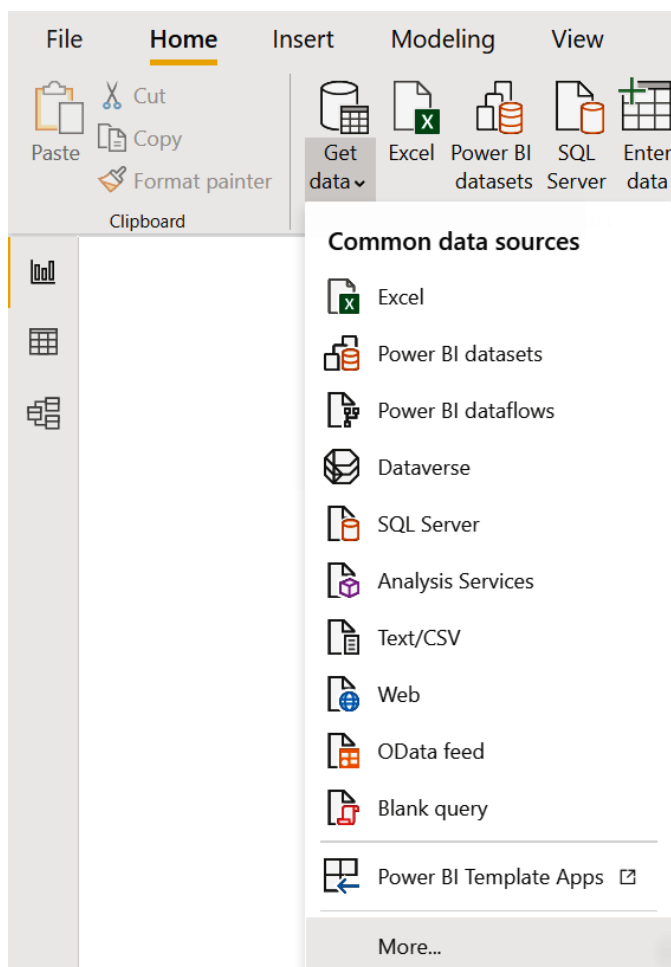 File Home Insert Modeling View
Cut
Copy
Format painter
Paste
Clipboard
Get data
Excel
Power BI datasets
SQL Server
Enter data
Common data sources
Excel
Power BI datasets
Power BI dataflows
Dataverse
SQL Server
Analysis Services
Text/CSV
Web
OData feed
Blank query
Power BI Template Apps
More...